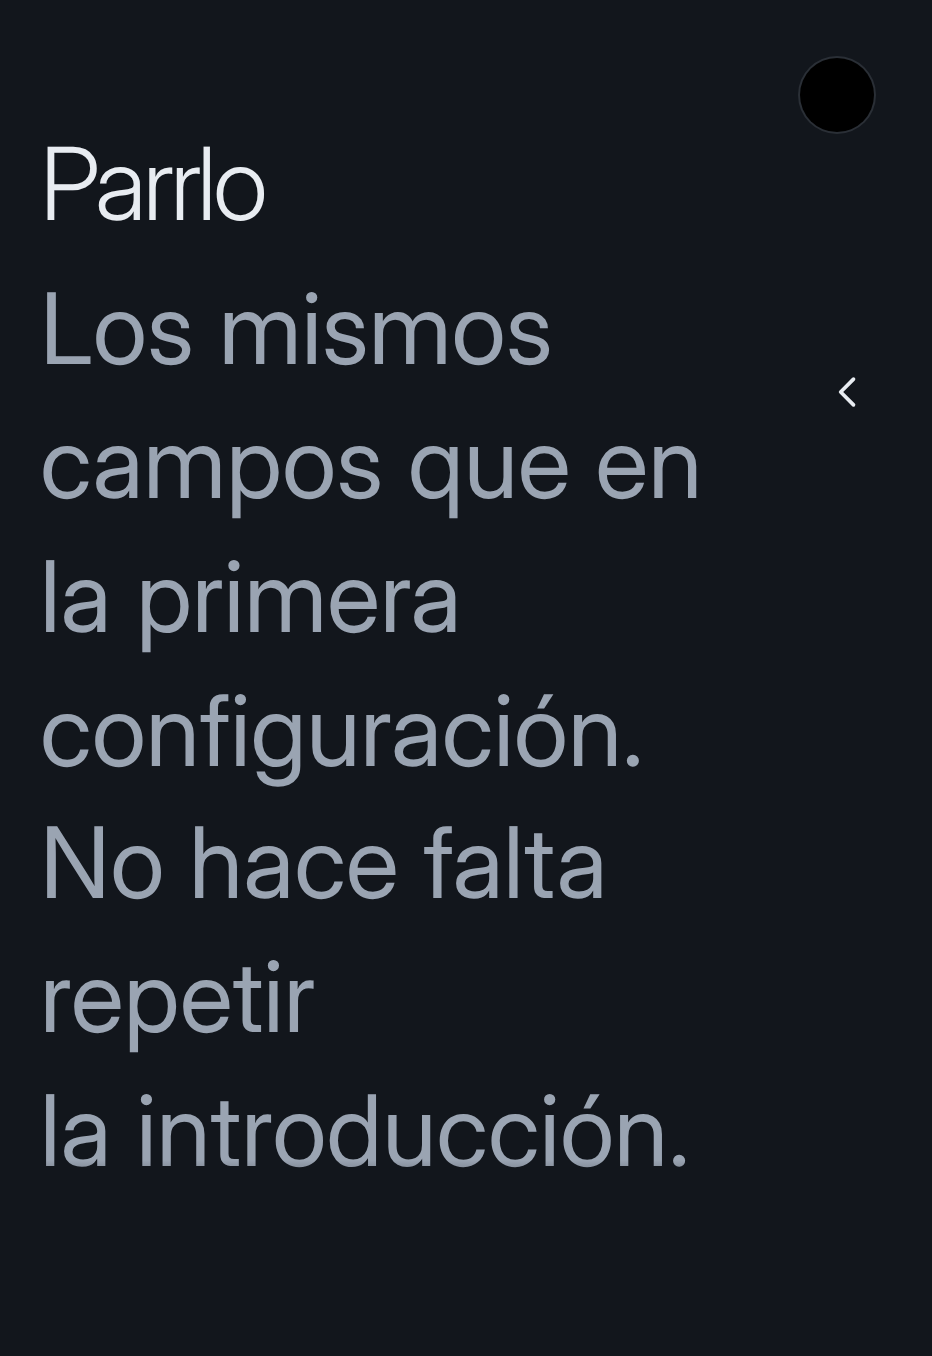 Parrlo
Los mismos
campos que en
la primera
configuración.
No hace falta
repetir
la introducción.